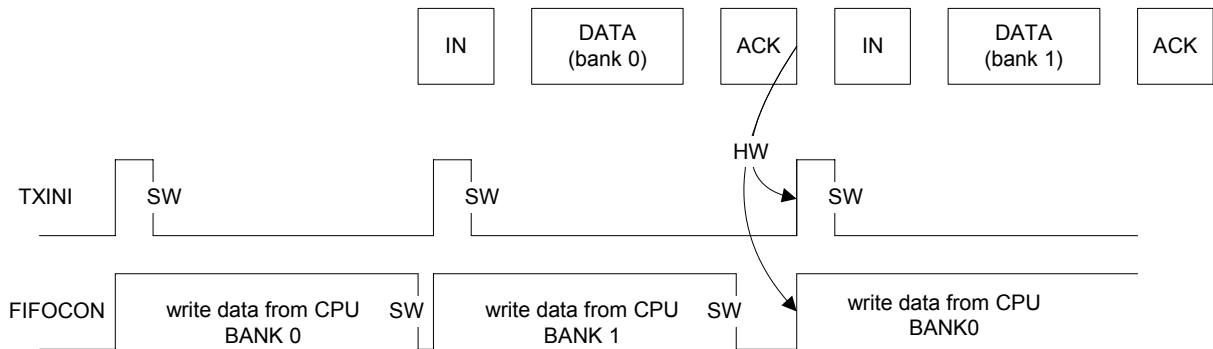 IN
DATA
(bank 0)
ACK
IN
DATA
(bank 1)
ACK
HW
TXINI
SW
SW
SW
FIFOCON
write data from CPU
BANK 0
SW
write data from CPU
BANK 1
SW
write data from CPU
BANK0